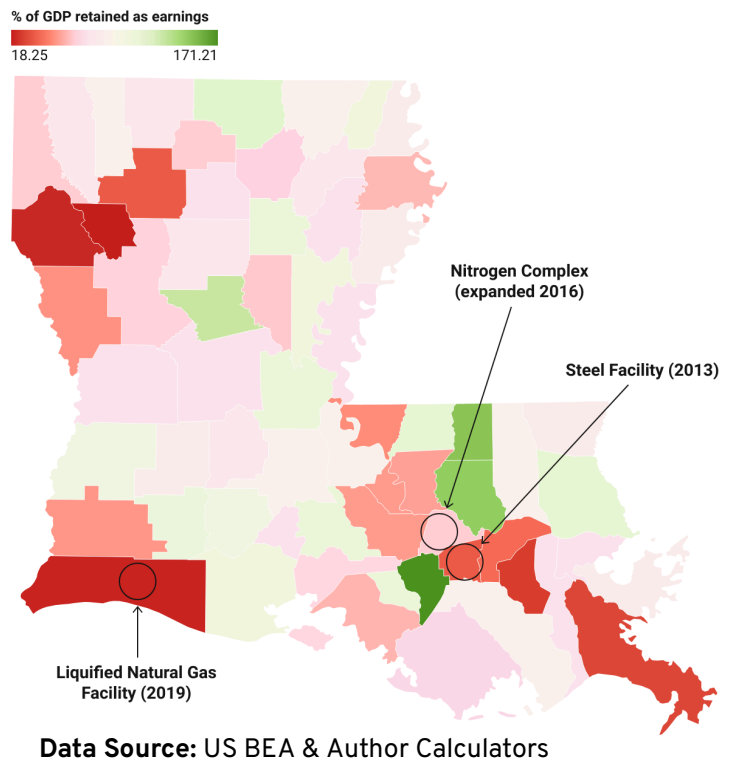 % of GDP retained as earnings
18.25 171.21
Nitrogen Complex
(expanded 2016)
Steel Facility (2013)
Liquified Natural Gas
Facility (2019)
Data Source: US BEA & Author Calculators